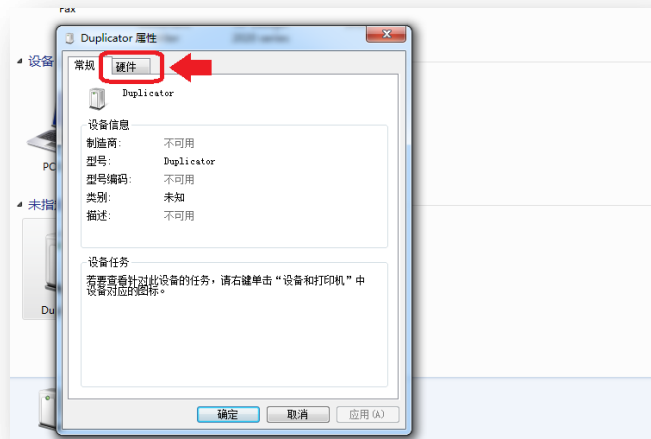 Fax
Duplicator 属性
设备
常规
硬件
Duplicator
设备信息
制造商: 不可用
型号: Duplicator
型号编码: 不可用
类别: 未知
描述: 不可用
PC
未指
设备任务
若要查看针对此设备的任务，请右键单击“设备和打印机”中
设备对应的图标。
Du
确定
取消
应用(A)